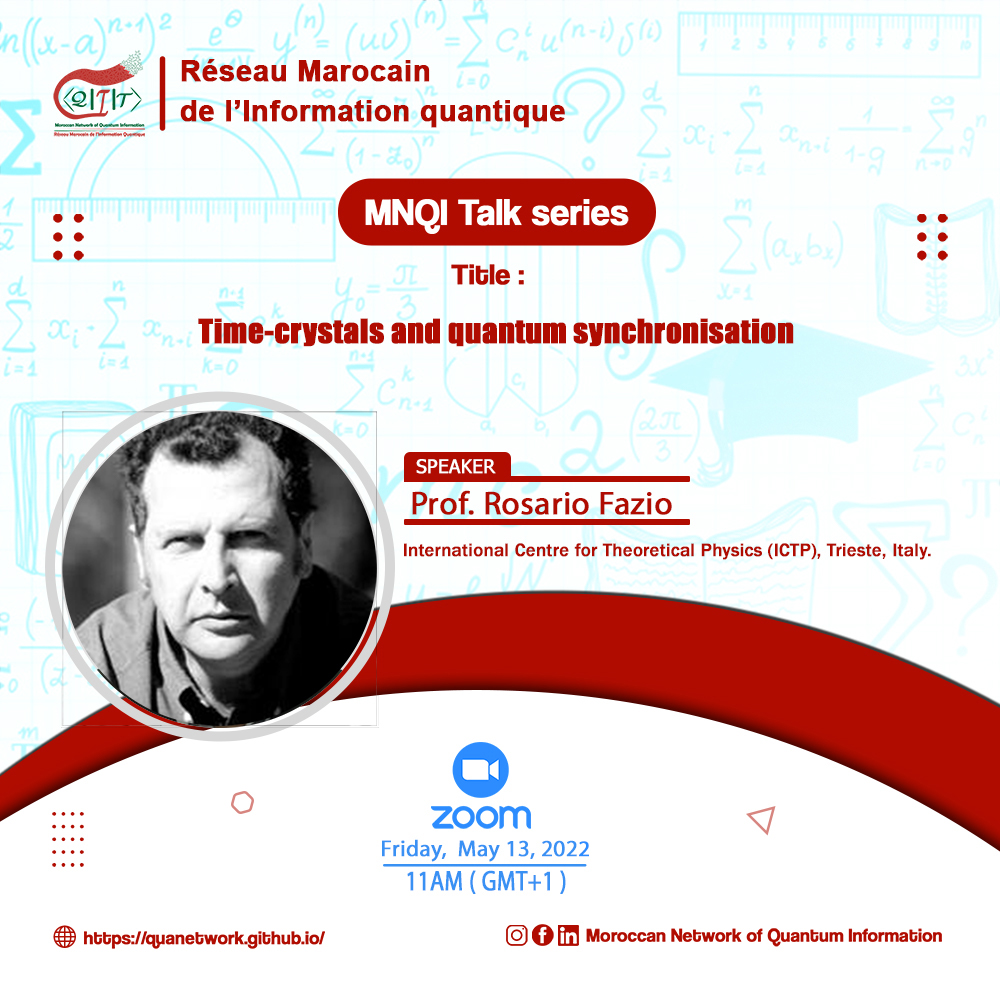 Réseau Marocain
de l'Information quantique
<Q|I|T>
Moroccan Network of Quantum Information
Réseau Marocain de l'Information Quantique
MNQI Talk series
Title :
Time-crystals and quantum synchronisation
SPEAKER
Prof. Rosario Fazio
International Centre for Theoretical Physics (ICTP), Trieste, Italy.
zoom
Friday, May 13, 2022
11AM ( GMT+1 )
https://quanetwork.github.io/
Moroccan Network of Quantum Information